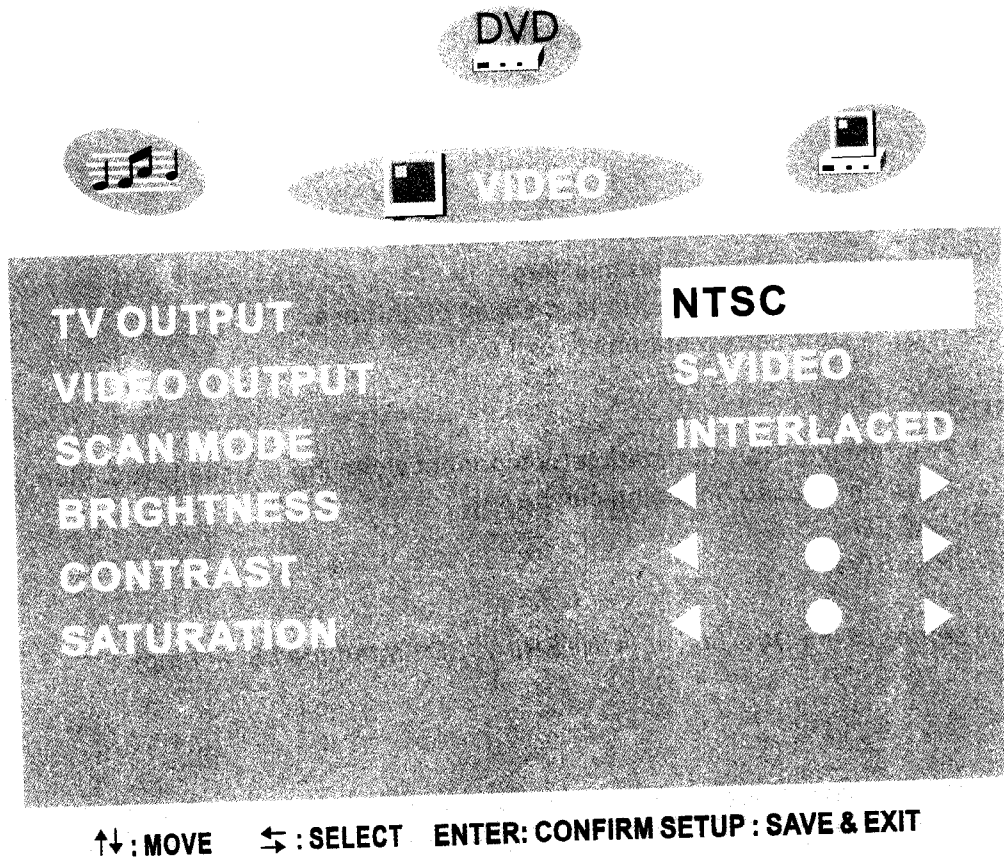 DVD
VIDEO
TV OUTPUT NTSC
VIDEO OUTPUT S-VIDEO
SCAN MODE INTERLACED
BRIGHTNESS
CONTRAST
SATURATION
↑↓ : MOVE ⇆ : SELECT ENTER: CONFIRM SETUP : SAVE & EXIT